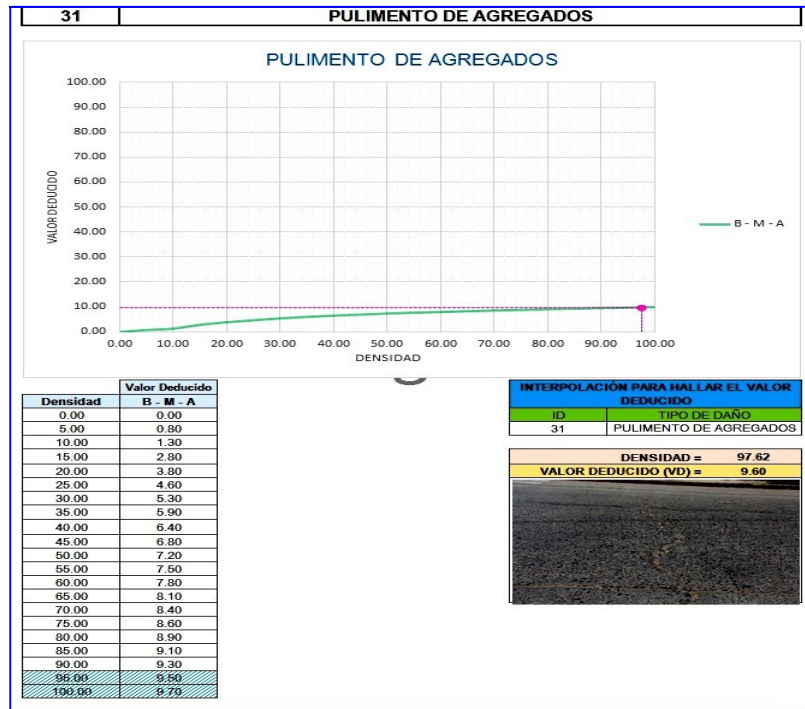 31 PULIMENTO DE AGREGADOS
PULIMENTO DE AGREGADOS
100.00
90.00
80.00
70.00
60.00
50.00
40.00
30.00
20.00
10.00
0.00
VALOR DEDUCIDO
0.00 10.00 20.00 30.00 40.00 50.00 60.00 70.00 80.00 90.00 100.00
DENSIDAD
B - M - A
Valor Deducido
Densidad B - M - A
0.00 0.00
5.00 0.80
10.00 1.30
15.00 2.80
20.00 3.80
25.00 4.60
30.00 5.30
35.00 5.90
40.00 6.40
45.00 6.80
50.00 7.20
55.00 7.50
60.00 7.80
65.00 8.10
70.00 8.40
75.00 8.60
80.00 8.90
85.00 9.10
90.00 9.30
95.00 9.50
100.00 9.70
INTERPOLACIÓN PARA HALLAR EL VALOR
DEDUCIDO
ID TIPO DE DAÑO
31 PULIMENTO DE AGREGADOS
DENSIDAD = 97.62
VALOR DEDUCIDO (VD) = 9.60